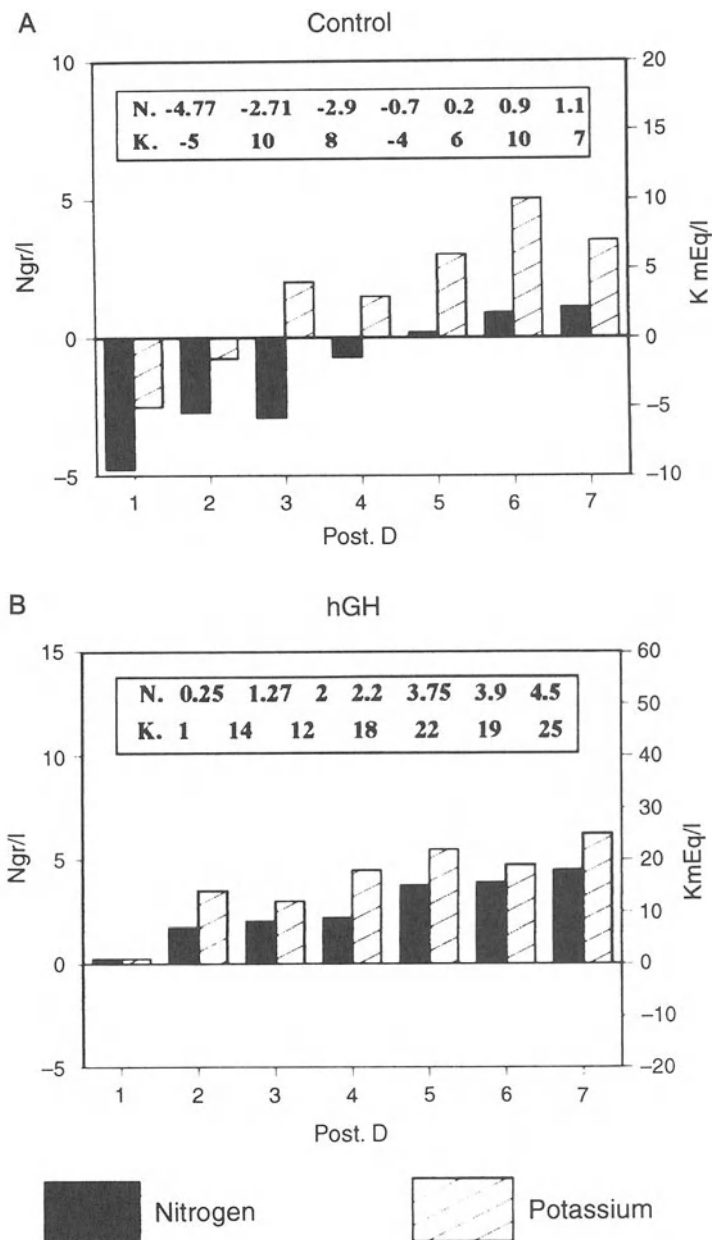 A
Control
10
20
N. -4.77 -2.71 -2.9 -0.7 0.2 0.9 1.1
K. -5 10 8 -4 6 10 7
15
5
10
Ngr/l
K mEq/l
5
0
0
–5
–5
–10
1 2 3 4 5 6 7
Post. D
B
hGH
15
60
N. 0.25 1.27 2 2.2 3.75 3.9 4.5
K. 1 14 12 18 22 19 25
50
10
40
30
Ngr/l
KmEq/l
5
20
10
0
0
–10
–5
–20
1 2 3 4 5 6 7
Post. D
Nitrogen
Potassium